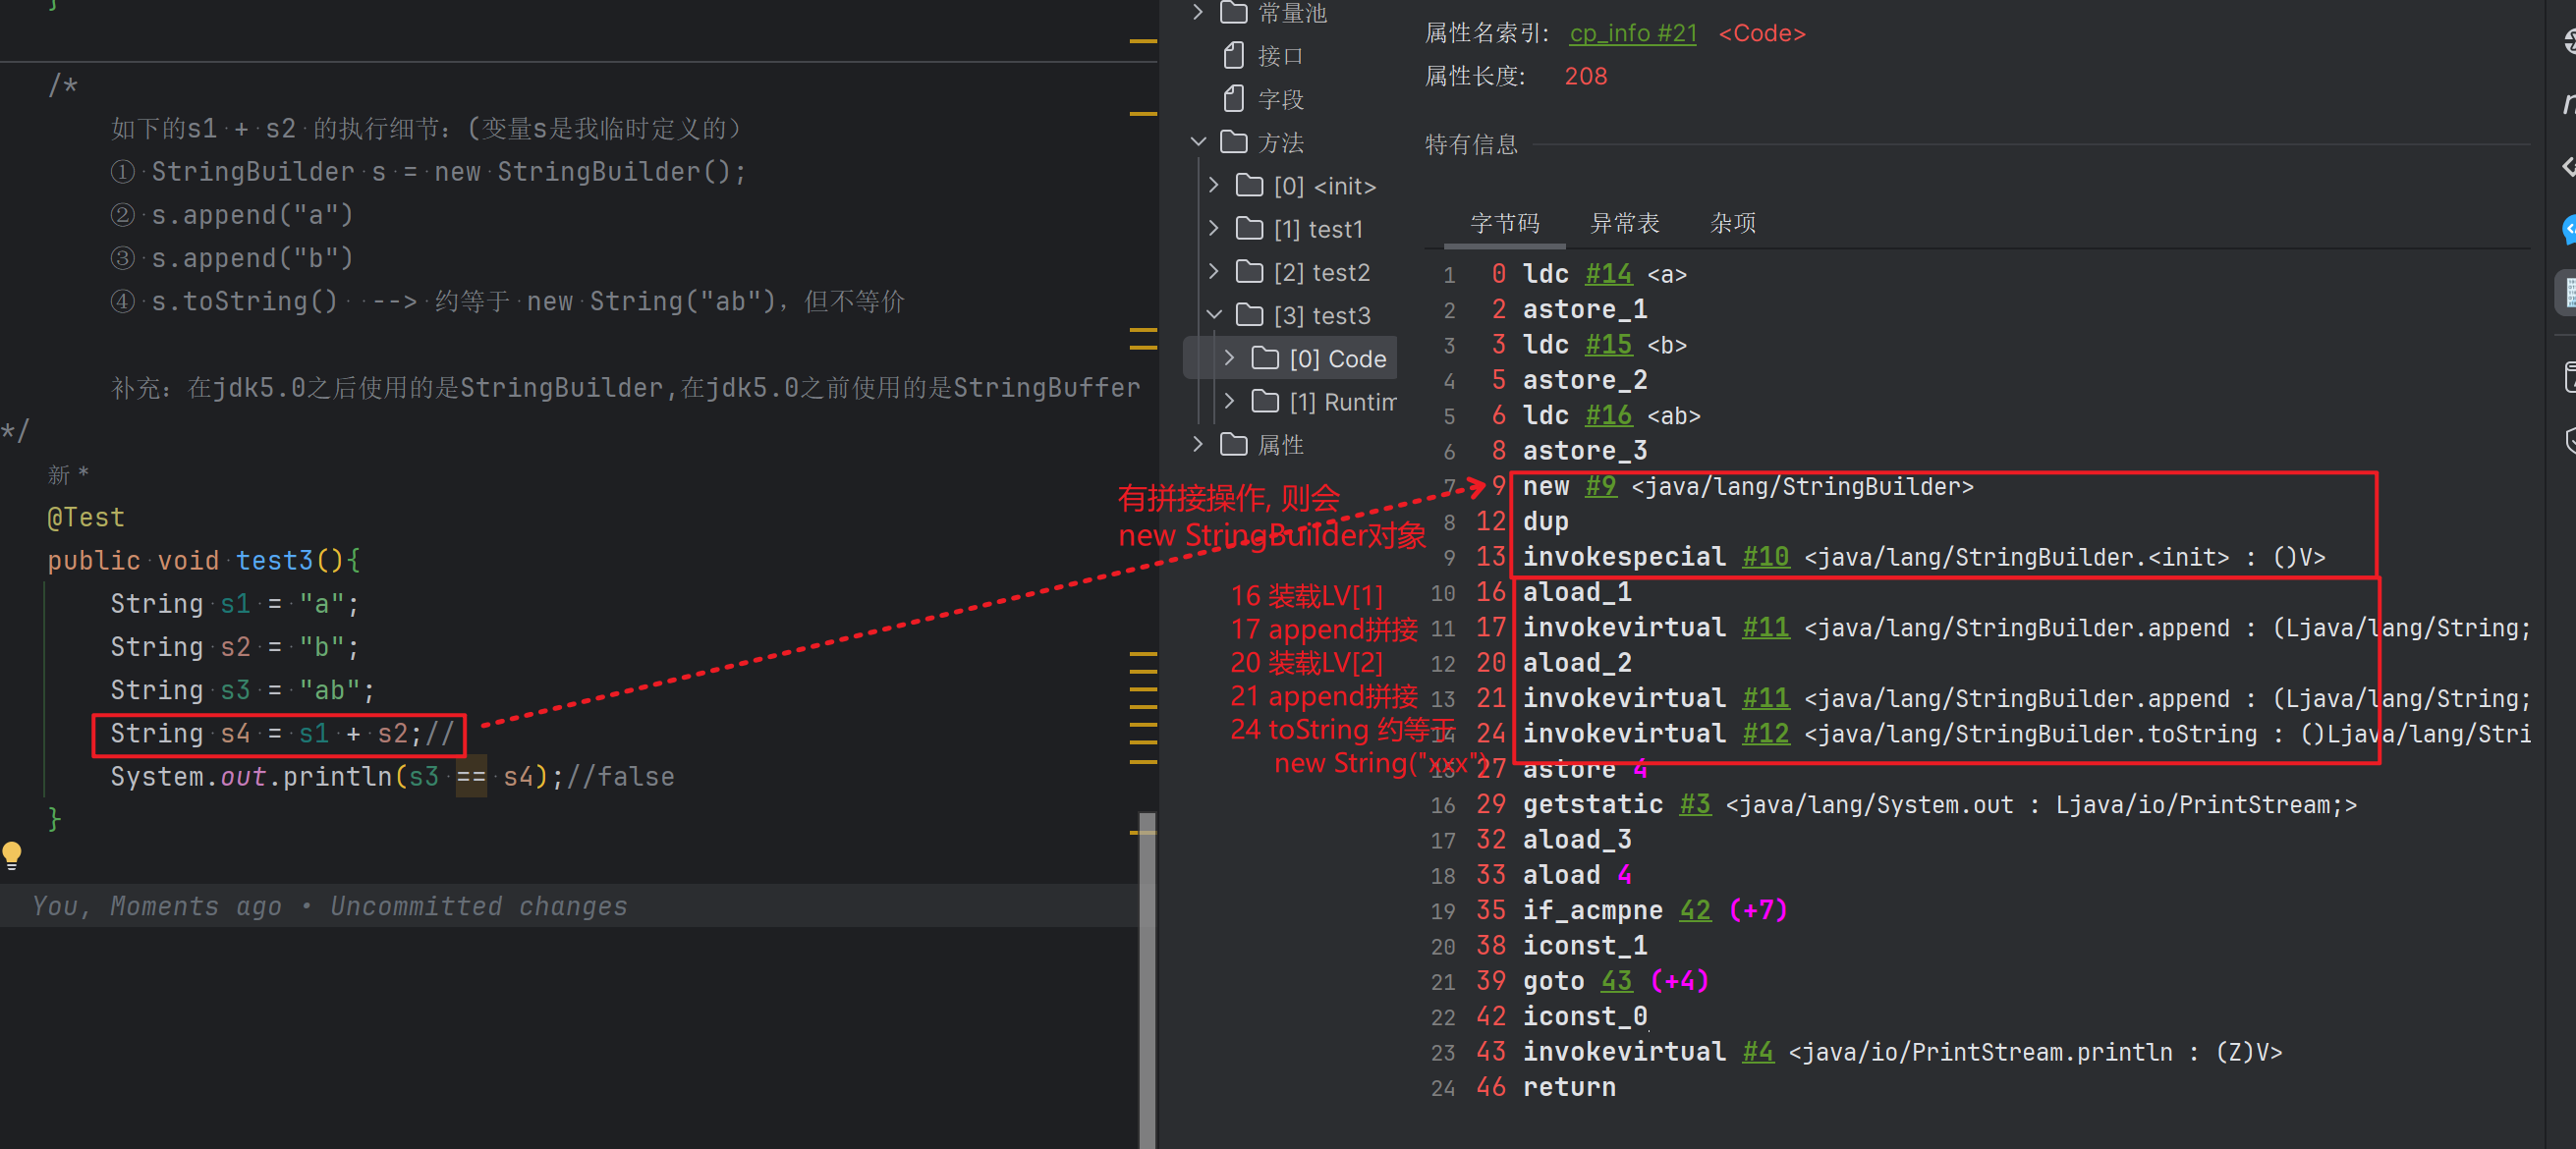 }
/*
如下的s1 + s2 的执行细节：(变量s是我临时定义的）
① StringBuilder s = new StringBuilder();
② s.append("a")
③ s.append("b")
④ s.toString()  --> 约等于 new String("ab")，但不等价
补充：在jdk5.0之后使用的是StringBuilder,在jdk5.0之前使用的是StringBuffer
*/
新 *
@Test
public void test3(){
String s1 = "a";
String s2 = "b";
String s3 = "ab";
String s4 = s1 + s2;//
System.out.println(s3 == s4);//false
}
You, Moments ago • Uncommitted changes
有拼接操作, 则会
new StringBuilder对象
16 装载LV[1]
17 append拼接
20 装载LV[2]
21 append拼接
24 toString 约等于
new String("xxx")
常量池
接口
字段
方法
[0] <init>
[1] test1
[2] test2
[3] test3
[0] Code
[1] Runtim
属性
属性名索引: cp_info #21 <Code>
属性长度: 208
特有信息
字节码 异常表 杂项
1 0 ldc #14 <a>
2 2 astore_1
3 3 ldc #15 <b>
4 5 astore_2
5 6 ldc #16 <ab>
6 8 astore_3
7 9 new #9 <java/lang/StringBuilder>
8 12 dup
9 13 invokespecial #10 <java/lang/StringBuilder.<init> : ()V>
10 16 aload_1
11 17 invokevirtual #11 <java/lang/StringBuilder.append : (Ljava/lang/String;
12 20 aload_2
13 21 invokevirtual #11 <java/lang/StringBuilder.append : (Ljava/lang/String;
14 24 invokevirtual #12 <java/lang/StringBuilder.toString : ()Ljava/lang/Stri
15 27 astore 4
16 29 getstatic #3 <java/lang/System.out : Ljava/io/PrintStream;>
17 32 aload_3
18 33 aload 4
19 35 if_acmpne 42 (+7)
20 38 iconst_1
21 39 goto 43 (+4)
22 42 iconst_0
23 43 invokevirtual #4 <java/io/PrintStream.println : (Z)V>
24 46 return